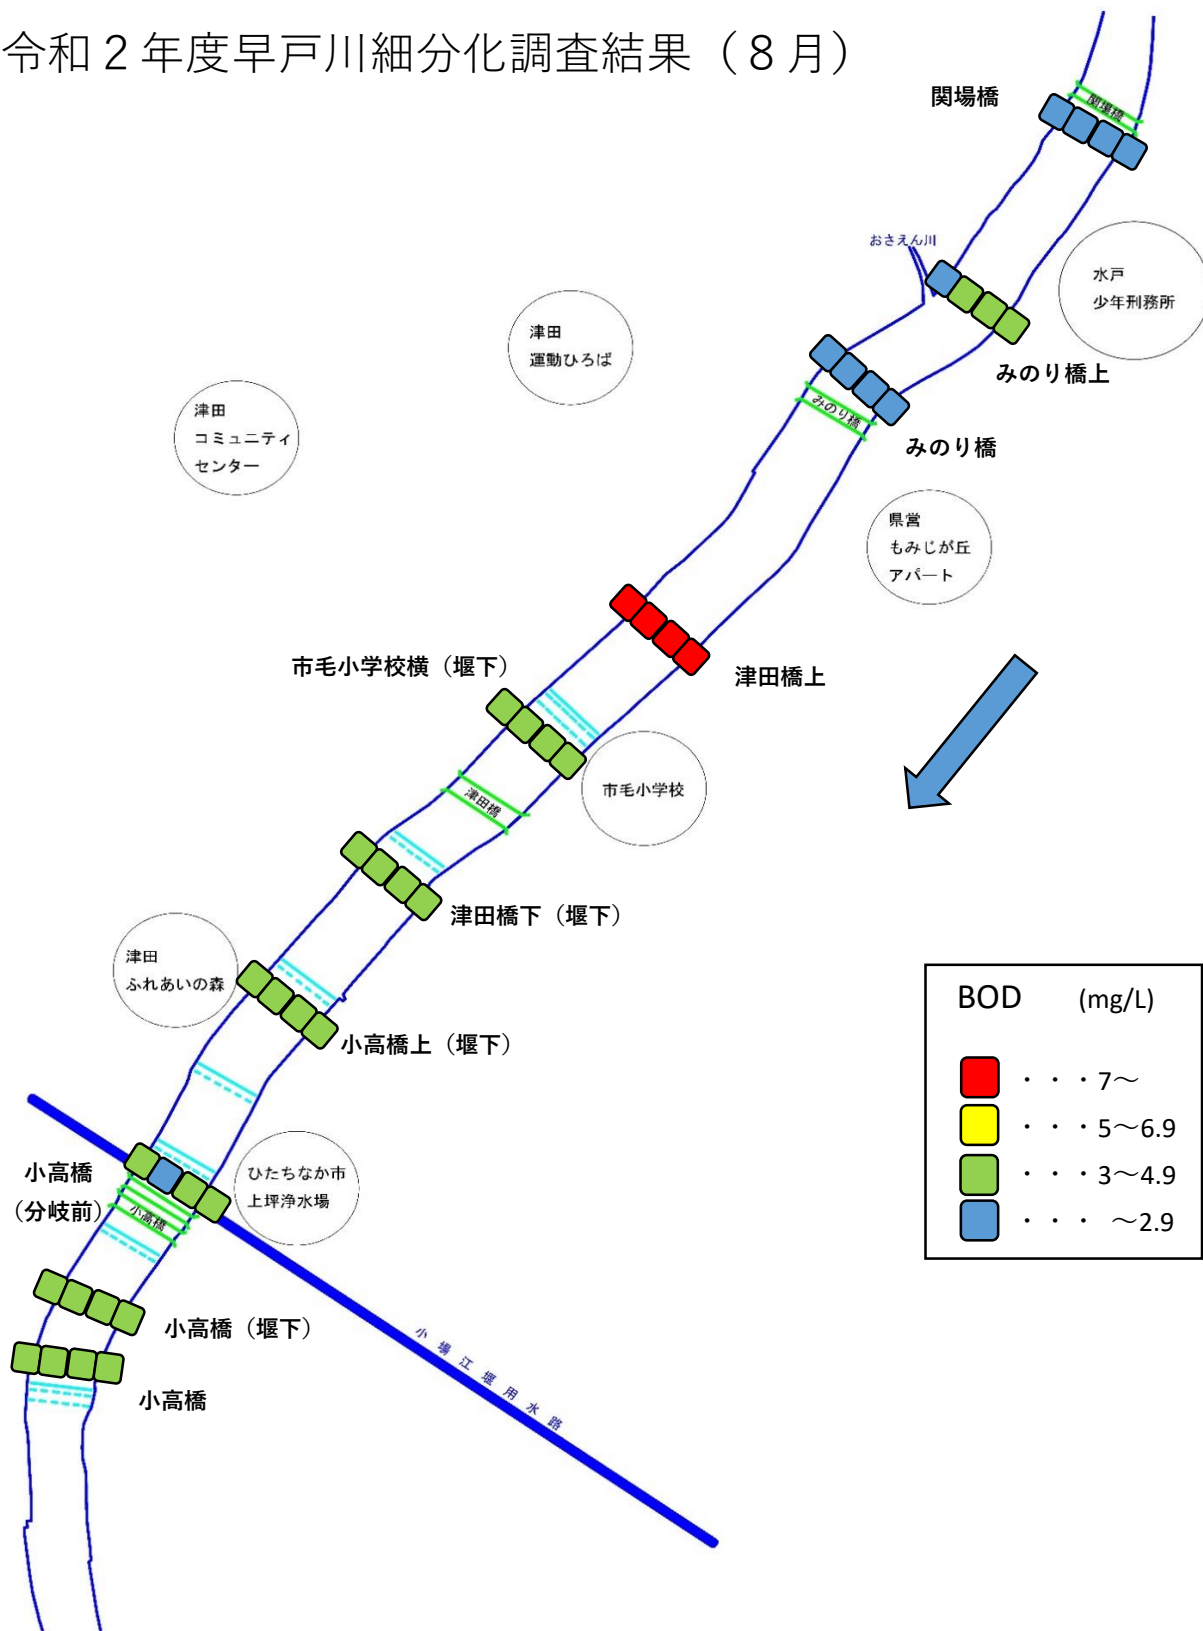 令和２年度早戸川細分化調査結果（８月）
関場橋
関場橋
おさえん川
水戸
少年刑務所
みのり橋上
津田
運動ひろば
みのり橋
みのり橋
津田
コミュニティ
センター
県営
もみじが丘
アパート
津田橋上
市毛小学校横（堰下）
市毛小学校
津田橋
津田橋下（堰下）
津田
ふれあいの森
小高橋上（堰下）
小高橋
（分岐前）
小高橋
ひたちなか市
上坪浄水場
小高橋（堰下）
小高橋
小場江堰用水路
BOD (mg/L)
・・・7～
・・・5～6.9
・・・3～4.9
・・・ ～2.9